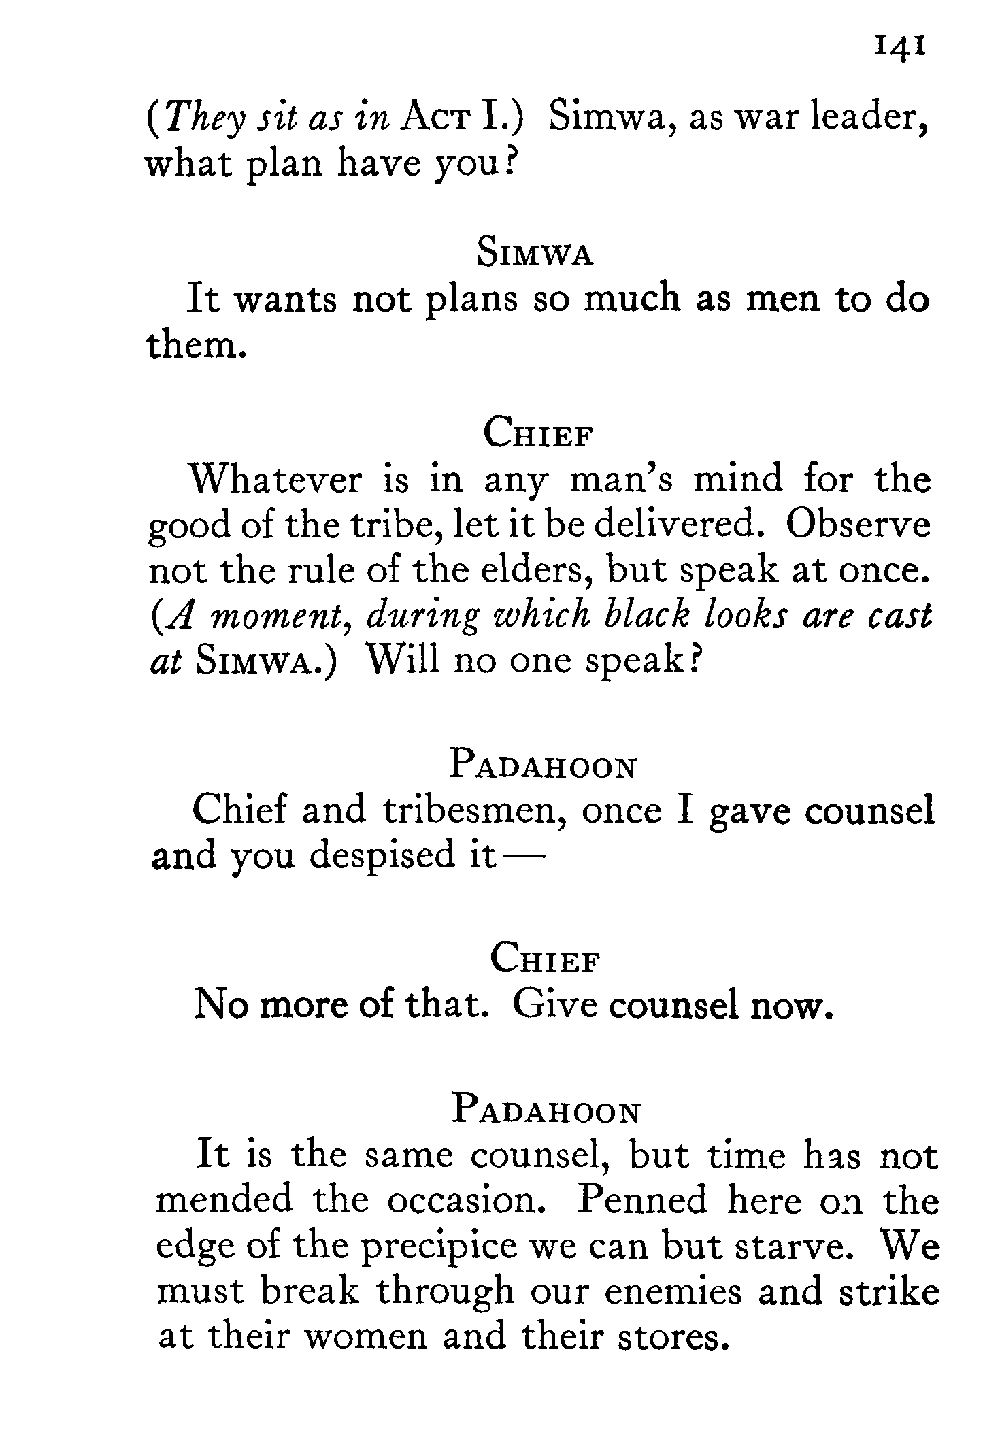 141
(They sit as in Act I.) Simwa, as war leader,
what plan have you?
Simwa
It wants not plans so much as men to do
them.
Chief
Whatever is in any man's mind for the
good of the tribe, let it be delivered. Observe
not the rule of the elders, but speak at once.
(A moment, during which black looks are cast
at Simwa.) Will no one speak?
Padahoon
Chief and tribesmen, once I gave counsel
and you despised it—
Chief
No more of that. Give counsel now.
Padahoon
It is the same counsel, but time has not
mended the occasion. Penned here on the
edge of the precipice we can but starve. We
must break through our enemies and strike
at their women and their stores.